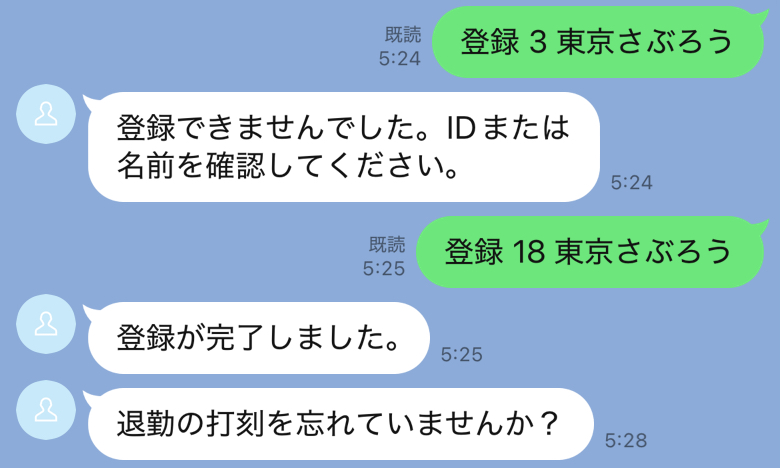 既読
5:24
登録 3 東京さぶろう
登録できませんでした。IDまたは
名前を確認してください。
5:24
既読
5:25
登録 18 東京さぶろう
登録が完了しました。
5:25
退勤の打刻を忘れていませんか？
5:28